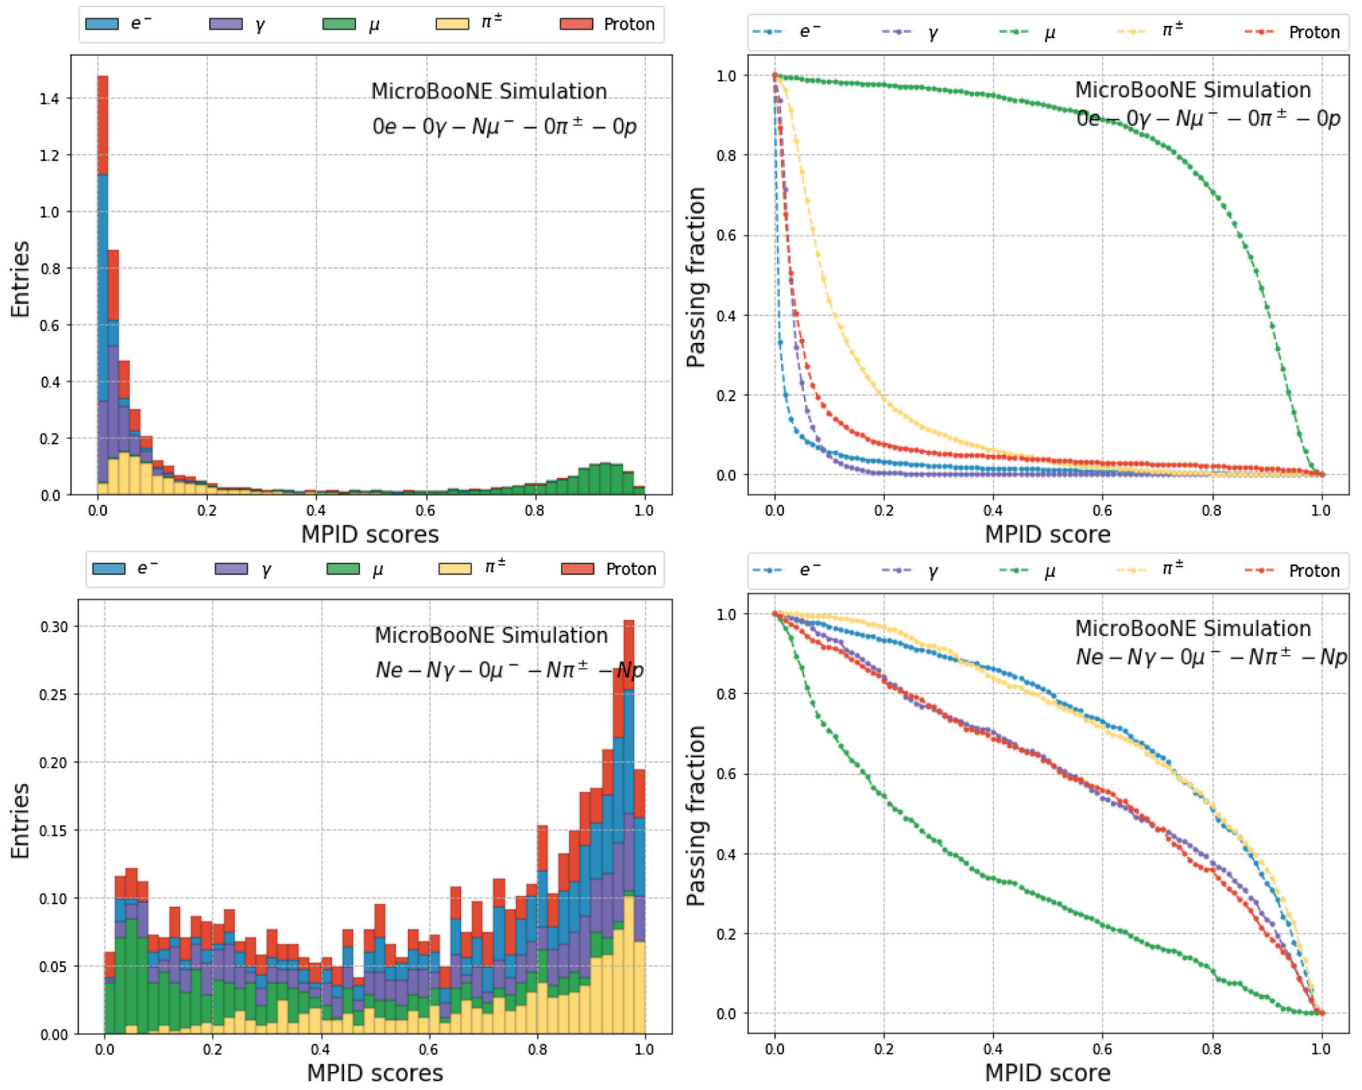 e⁻ γ μ π± Proton
MicroBooNE Simulation
0e − 0γ − Nμ⁻ − 0π± − 0p
1.4
1.2
1.0
0.8
0.6
0.4
0.2
0.0
Entries
0.0 0.2 0.4 0.6 0.8 1.0
MPID scores
e⁻ γ μ π± Proton
MicroBooNE Simulation
0e − 0γ − Nμ⁻ − 0π± − 0p
1.0
0.8
0.6
0.4
0.2
0.0
Passing fraction
0.0 0.2 0.4 0.6 0.8 1.0
MPID score
e⁻ γ μ π± Proton
MicroBooNE Simulation
Ne − Nγ − 0μ⁻ − Nπ± − Np
0.30
0.25
0.20
0.15
0.10
0.05
0.00
Entries
0.0 0.2 0.4 0.6 0.8 1.0
MPID scores
e⁻ γ μ π± Proton
MicroBooNE Simulation
Ne − Nγ − 0μ⁻ − Nπ± − Np
1.0
0.8
0.6
0.4
0.2
0.0
Passing fraction
0.0 0.2 0.4 0.6 0.8 1.0
MPID score